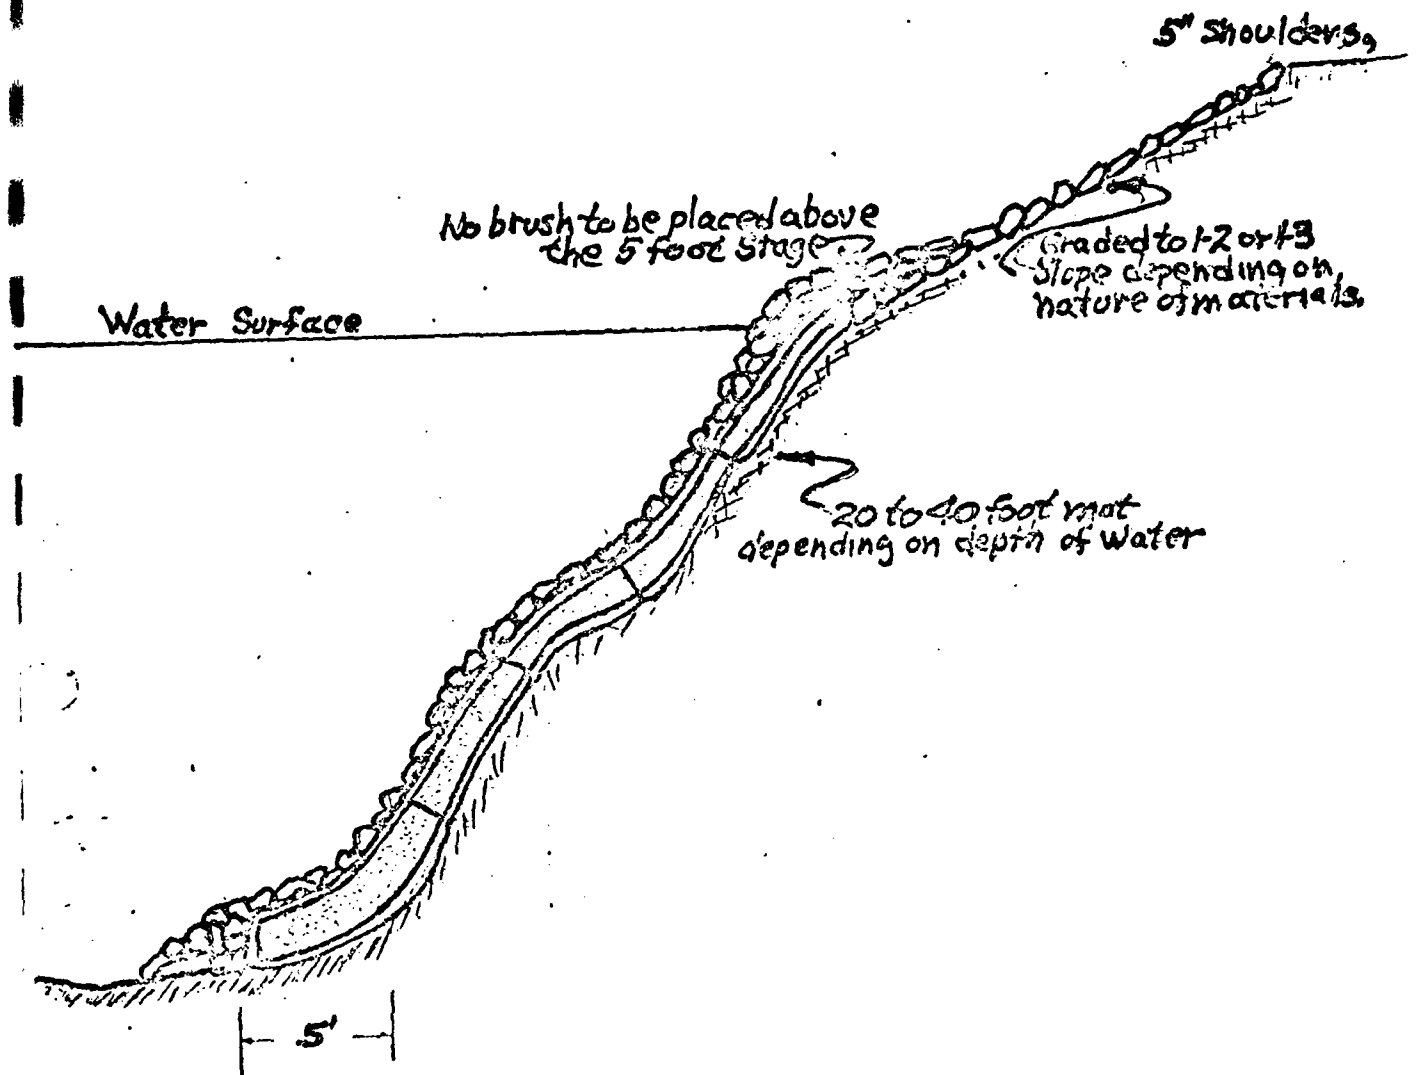 5" Shoulders,
No brush to be placed above
the 5 foot Stage
Graded to 1-2 or 1-3
Slope depending on,
nature of materials.
Water Surface
20 to 40 foot mat
depending on depth of Water
5'